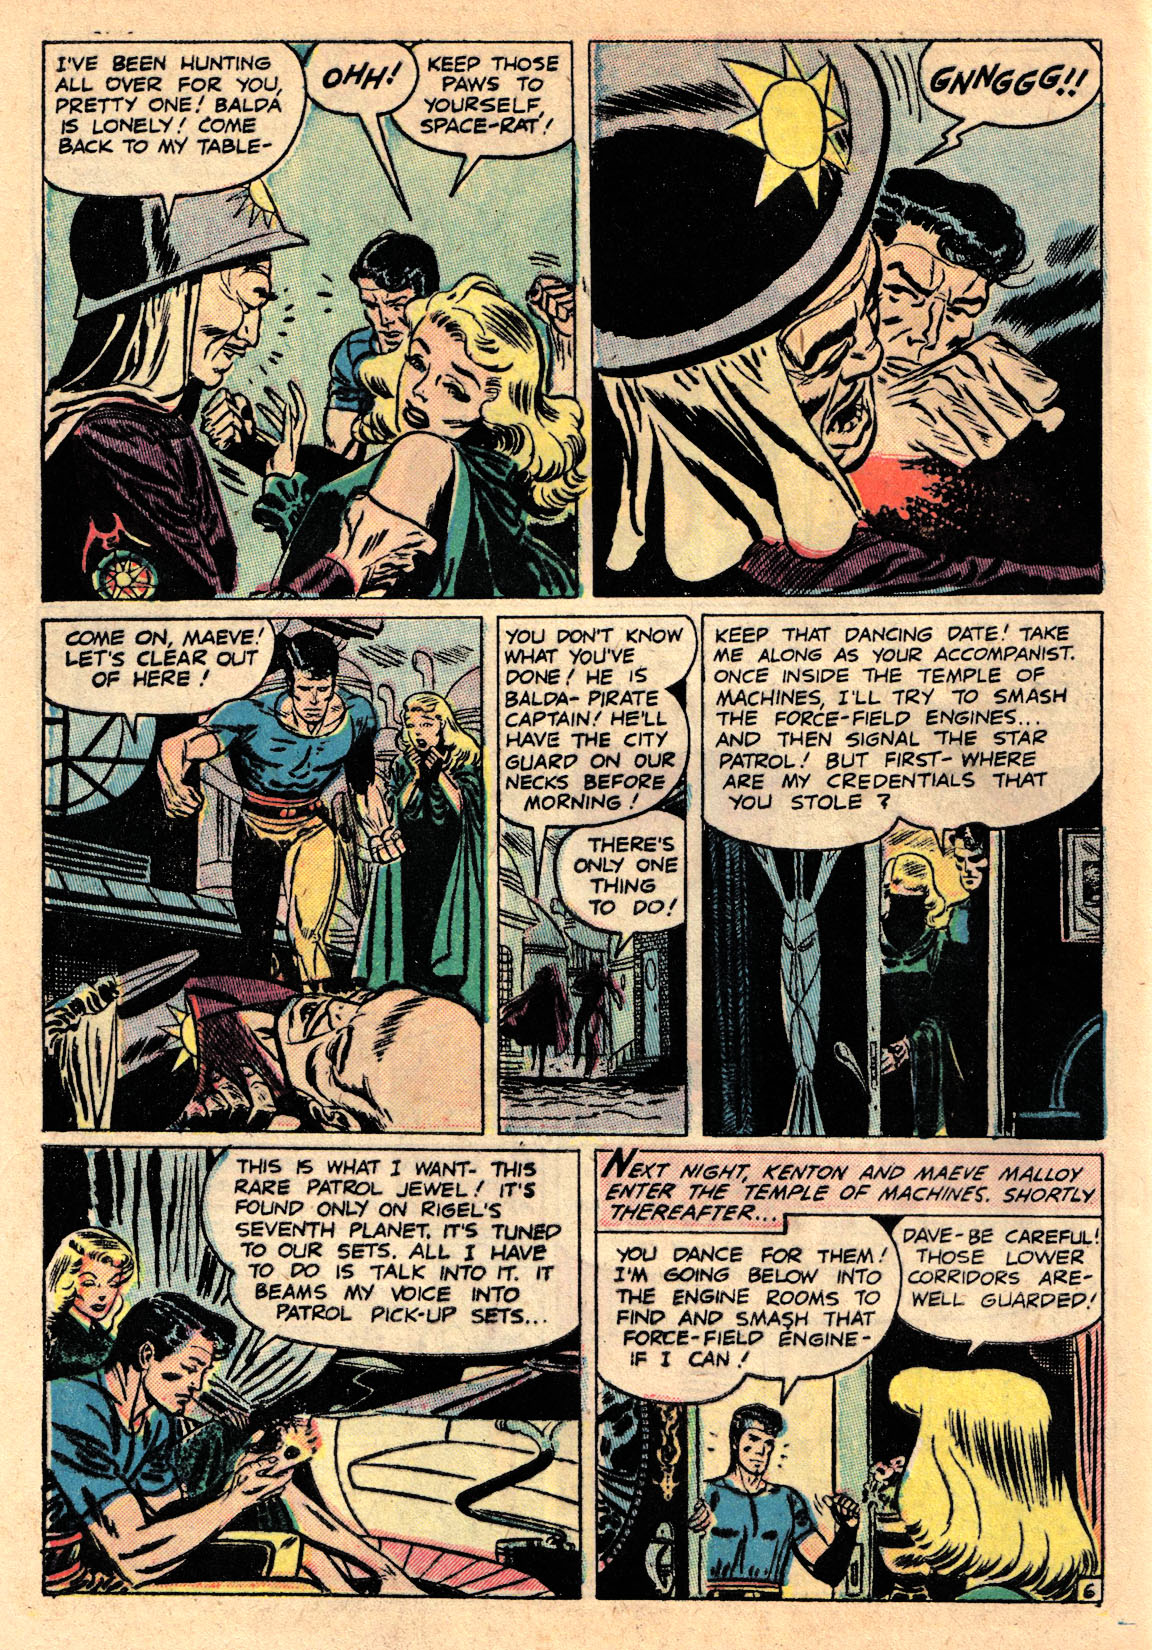 I'VE BEEN HUNTING
ALL OVER FOR YOU,
PRETTY ONE! BALDA
IS LONELY! COME
BACK TO MY TABLE-
OHH!
KEEP THOSE
PAWS TO
YOURSELF,
SPACE-RAT!
GNNGGG!!
COME ON, MAEVE!
LET'S CLEAR OUT
OF HERE!
YOU DON'T KNOW
WHAT YOU'VE
DONE! HE IS
BALDA-PIRATE
CAPTAIN! HE'LL
HAVE THE CITY
GUARD ON OUR
NECKS BEFORE
MORNING!
THERE'S
ONLY ONE
THING
TO DO!
KEEP THAT DANCING DATE! TAKE
ME ALONG AS YOUR ACCOMPANIST.
ONCE INSIDE THE TEMPLE OF
MACHINES, I'LL TRY TO SMASH
THE FORCE-FIELD ENGINES...
AND THEN SIGNAL THE STAR
PATROL! BUT FIRST-WHERE
ARE MY CREDENTIALS THAT
YOU STOLE?
THIS IS WHAT I WANT- THIS
RARE PATROL JEWEL! IT'S
FOUND ONLY ON RIGEL'S
SEVENTH PLANET. IT'S TUNED
TO OUR SETS. ALL I HAVE
TO DO IS TALK INTO IT. IT
BEAMS MY VOICE INTO
PATROL PICK-UP SETS...
NEXT NIGHT, KENTON AND MAEVE MALLOY
ENTER THE TEMPLE OF MACHINES. SHORTLY
THEREAFTER...
YOU DANCE FOR THEM!
I'M GOING BELOW INTO
THE ENGINE ROOMS TO
FIND AND SMASH THAT
FORCE-FIELD ENGINE-
IF I CAN!
DAVE-BE CAREFUL!
THOSE LOWER
CORRIDORS ARE-
WELL GUARDED!
6